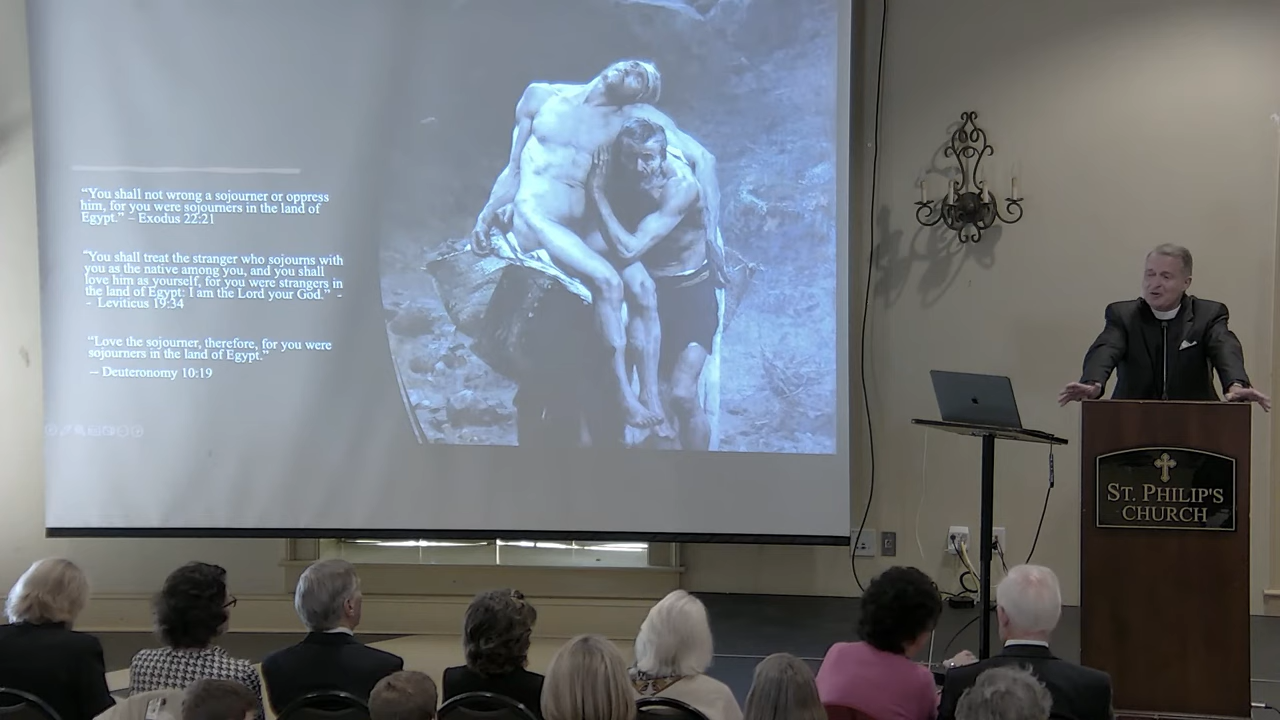 “You shall not wrong a sojourner or oppress
him, for you were sojourners in the land of
Egypt.” – Exodus 22:21
“You shall treat the stranger who sojourns with
you as the native among you, and you shall
love him as yourself, for you were strangers in
the land of Egypt: I am the Lord your God.” -
- Leviticus 19:34
“Love the sojourner, therefore, for you were
sojourners in the land of Egypt.”
— Deuteronomy 10:19
ST. PHILIP'S
CHURCH